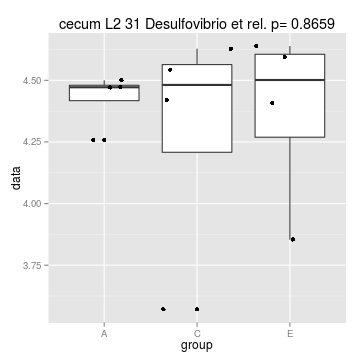 cecum L2 31 Desulfovibrio et rel. p= 0.8659
4.50
4.25
4.00
3.75
data
A C E
group